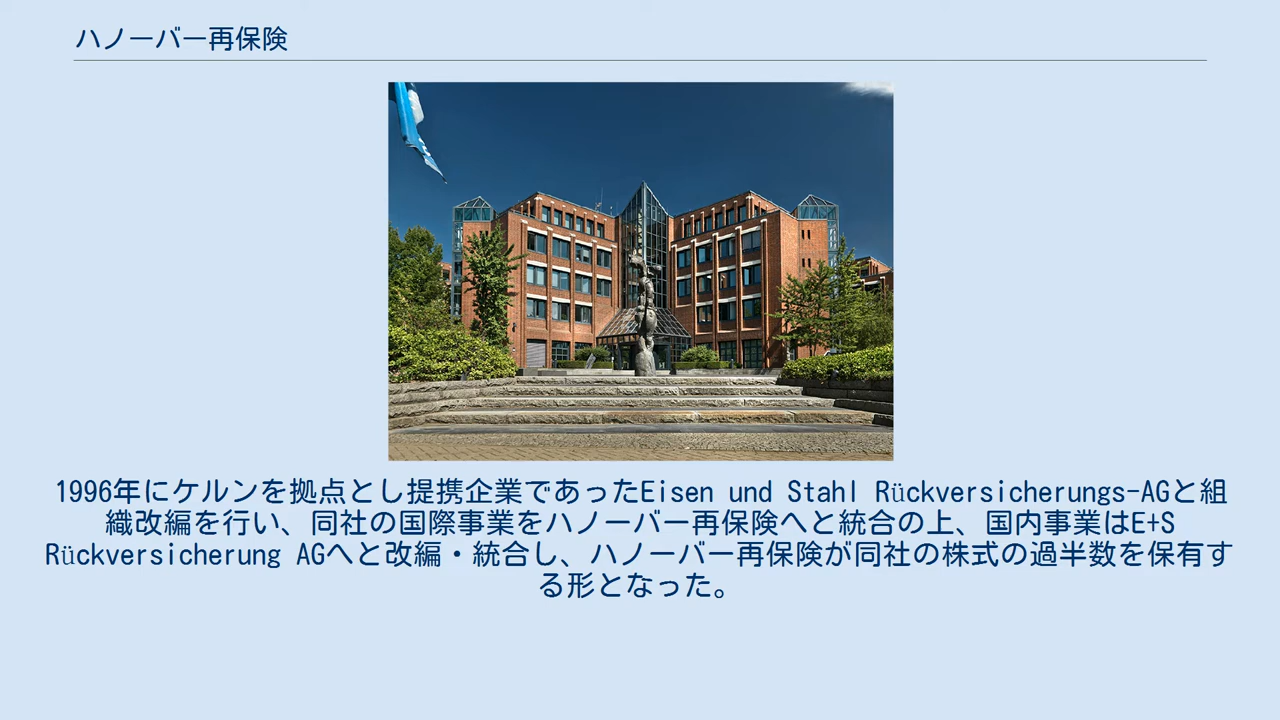 ハノーバー再保険
1996年にケルンを拠点とし提携企業であったEisen und Stahl Rückversicherungs-AGと組
織改編を行い、同社の国際事業をハノーバー再保険へと統合の上、国内事業はE+S
Rückversicherung AGへと改編・統合し、ハノーバー再保険が同社の株式の過半数を保有す
る形となった。